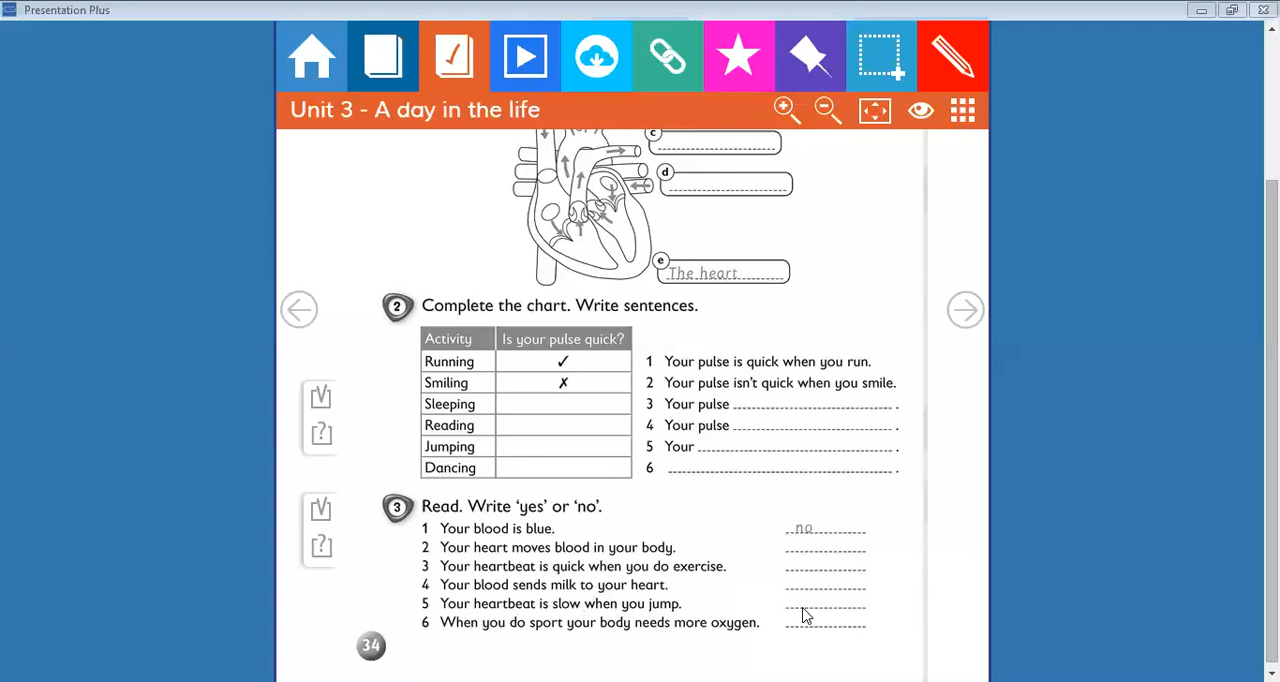 Presentation Plus
Unit 3 - A day in the life
c
d
e
The heart
2 Complete the chart. Write sentences.
Activity Is your pulse quick?
Running ✓
Smiling ✗
Sleeping
Reading
Jumping
Dancing
1 Your pulse is quick when you run.
2 Your pulse isn't quick when you smile.
3 Your pulse .
4 Your pulse .
5 Your .
6 .
3 Read. Write 'yes' or 'no'.
1 Your blood is blue. no
2 Your heart moves blood in your body.
3 Your heartbeat is quick when you do exercise.
4 Your blood sends milk to your heart.
5 Your heartbeat is slow when you jump.
6 When you do sport your body needs more oxygen.
34